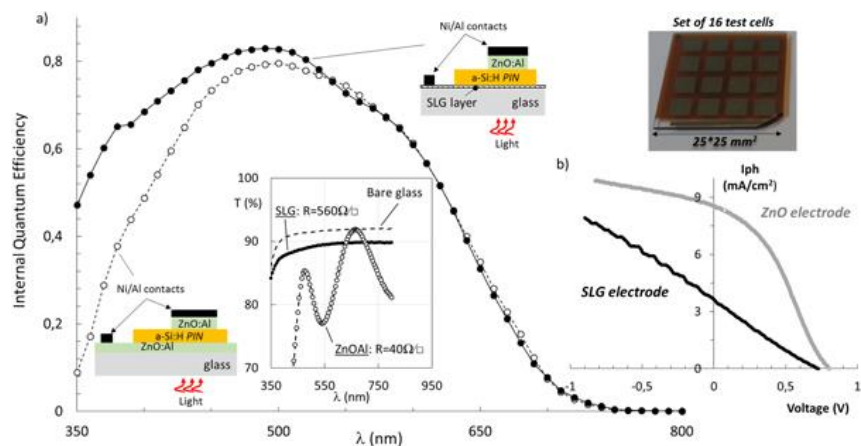 a)
Internal Quantum Efficiency
0,8
0,6
0,4
0,2
0
350
500
650
800
λ (nm)
Ni/Al contacts
ZnO:Al
a-Si:H PIN
SLG layer
glass
Light
Ni/Al contacts
ZnO:Al
a-Si:H PIN
ZnO:Al
glass
Light
T (%)
100
90
80
70
350
550
750
950
λ (nm)
Bare glass
SLG: R=560Ω/□
ZnOAl: R=40Ω/□
Set of 16 test cells
25*25 mm²
b)
Iph
(mA/cm²)
9
6
3
0
-0,5
0
0,5
1
Voltage (V)
ZnO electrode
SLG electrode